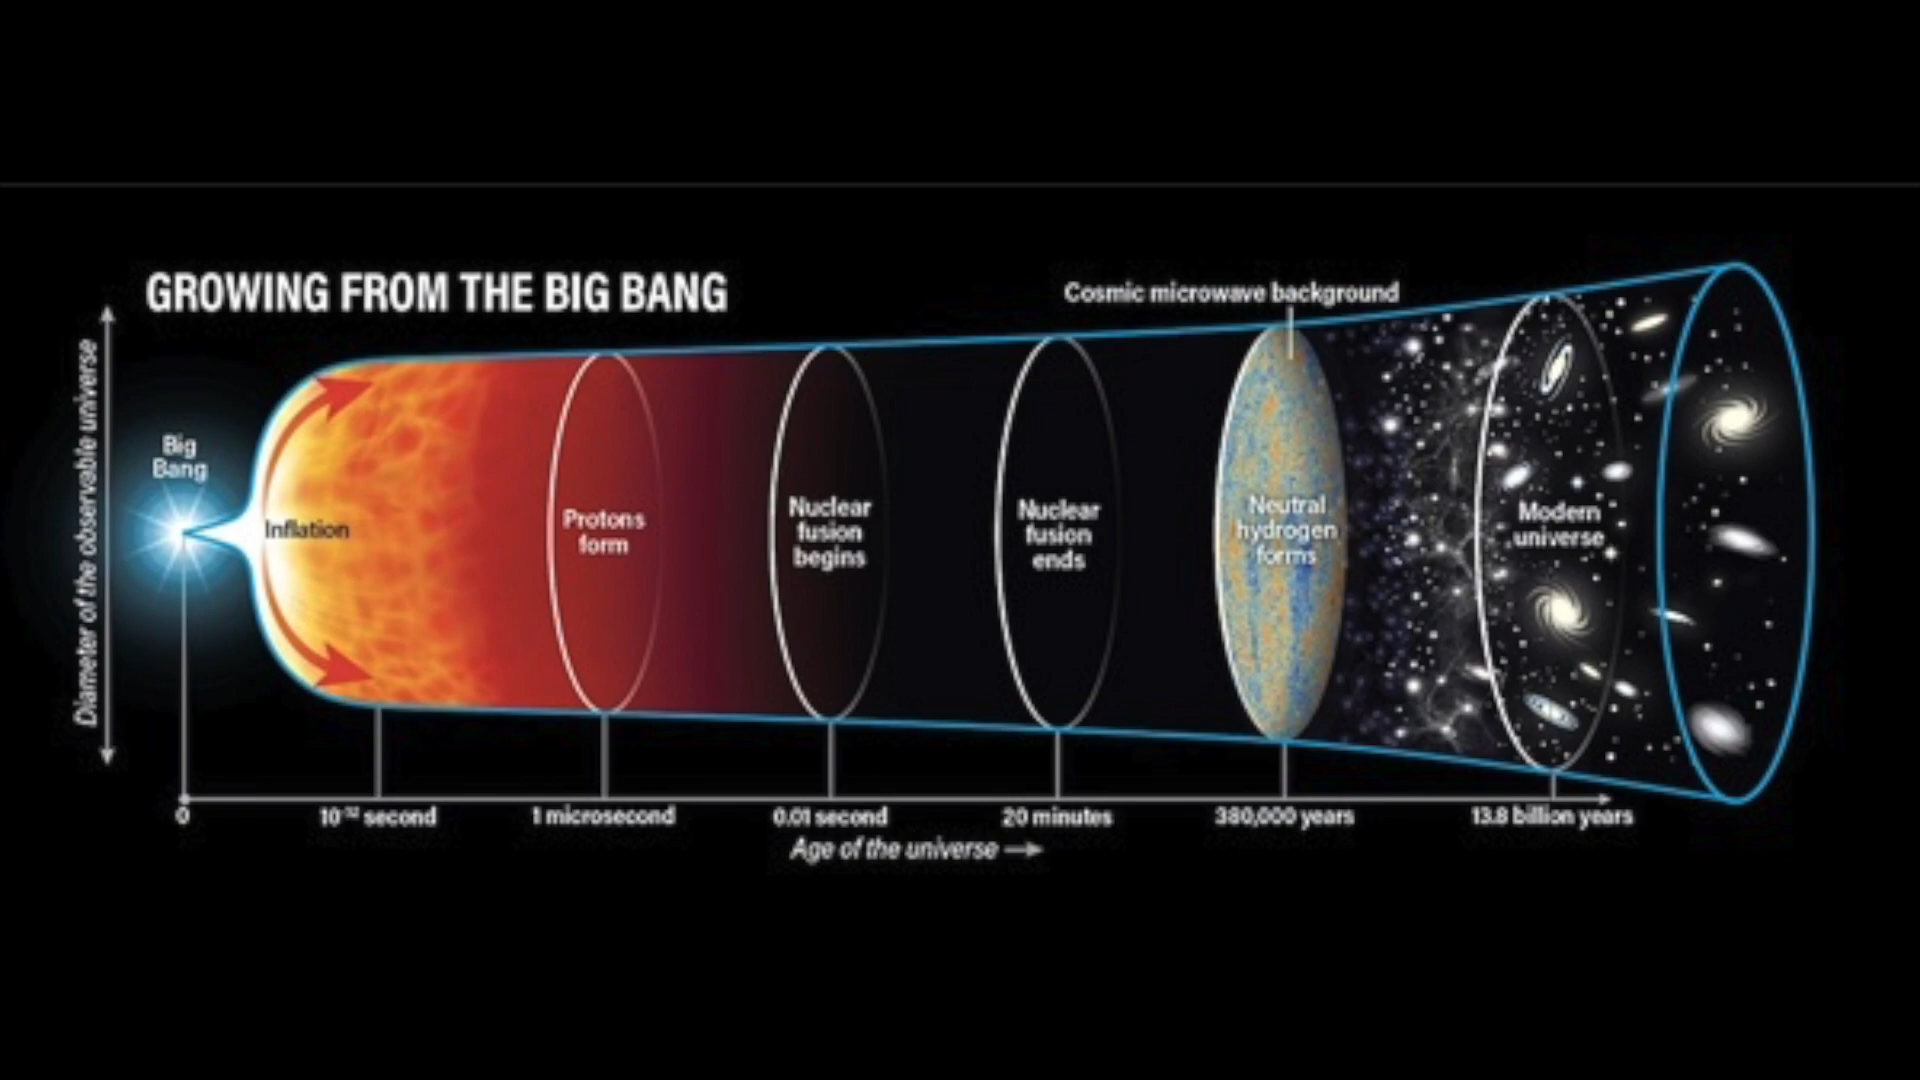 GROWING FROM THE BIG BANG
Cosmic microwave background
Diameter of the observable universe
Big
Bang
Inflation
Protons
form
Nuclear
fusion
begins
Nuclear
fusion
ends
Neutral
hydrogen
forms
Modern
universe
0
10⁻³² second
1 microsecond
0.01 second
20 minutes
380,000 years
13.8 billion years
Age of the universe